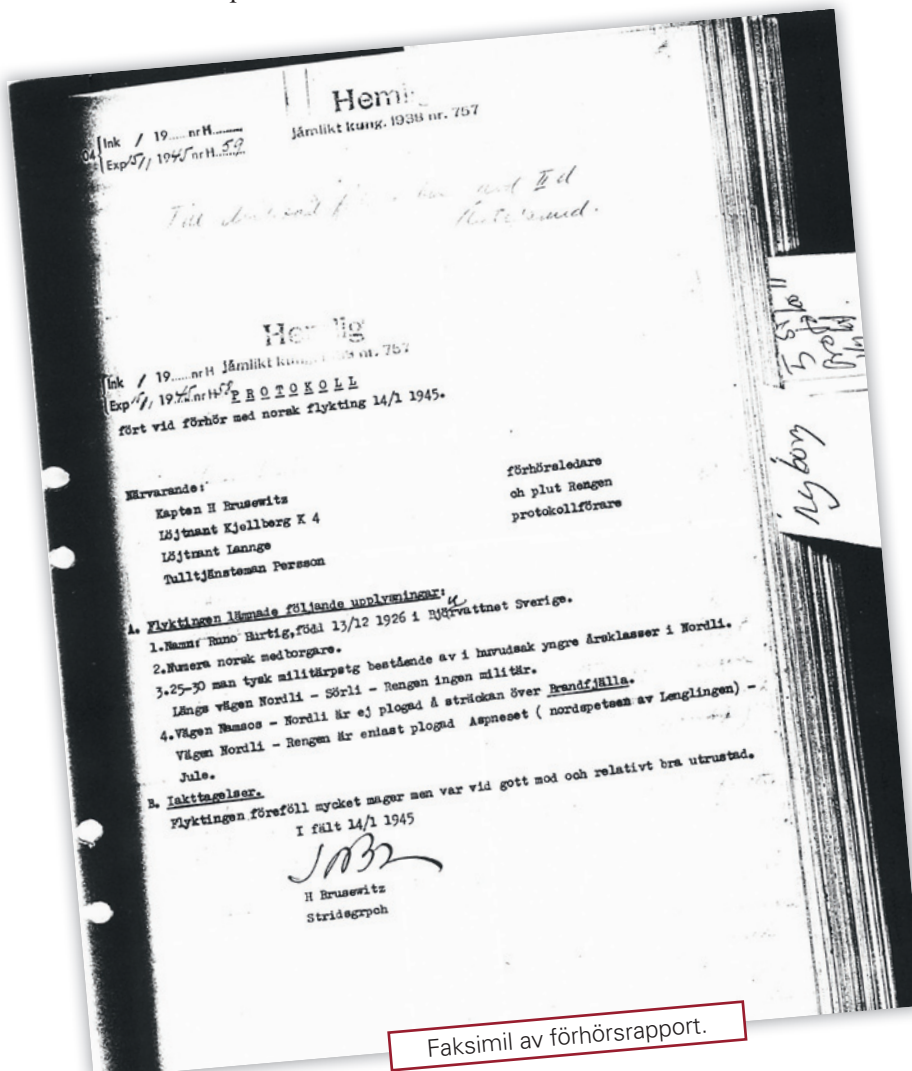 Hemlig
jämlikt kung. 1938 nr. 757
Ink / 19..... nr H.........
Exp 15/1 1945 nr H. 59
II d
Hemlig
jämlikt kung. 1938 nr. 757
Ink / 19......nr H
Exp 15/1 1945 nr H
PROTOKOLL
fört vid förhör med norsk flykting 14/1 1945.
Närvarande:
Kapten H Brusewitz
förhörsledare
Löjtnant Kjellberg K 4
oh plut Rengen
Löjtnant Lannge
protokollförare
Tulltjänsteman Persson
A. Flyktingen lämnade följande upplysningar:
1.Namn: Runo Hirtig,född 13/12 1926 i Sverige.
2.Numera norsk medborgare.
3.25-30 man tysk militärpstg bestående av i huvudsak yngre årsklasser i Nordli.
Längs vägen Nordli - Sörli - Rengen ingen militär.
4.Vägen Namsos - Nordli är ej plogad å sträckan över Brandfjälla.
Vägen Nordli - Rengen är enlast plogad Aspneset ( nordspetsen av Lenglingen) -
Jule.
B. Iakttagelser.
Flyktingen föreföll mycket mager men var vid gott mod och relativt bra utrustad.
I fält 14/1 1945
H Brusewitz
Stridsgrpch
Faksimil av förhörsrapport.